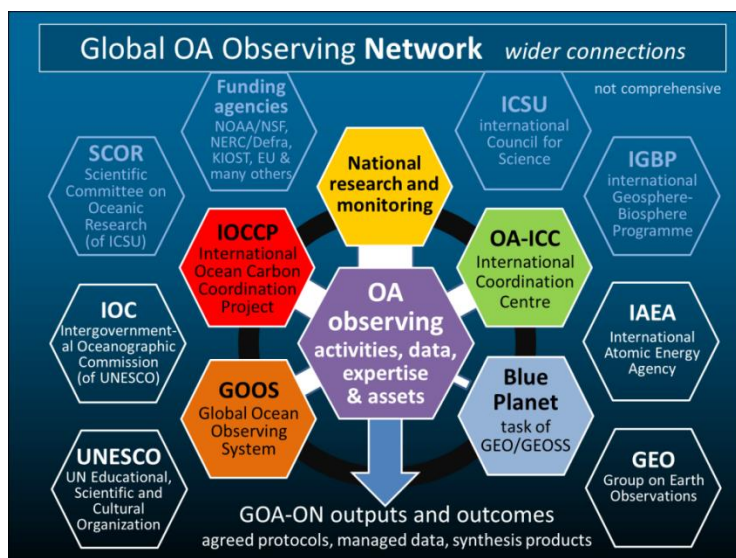 Global OA Observing Network wider connections
not comprehensive
Funding
agencies
NOAA/NSF,
NERC/Defra,
KIOST, EU &
many others
ICSU
international
Council for
Science
SCOR
Scientific
Committee on
Oceanic
Research
(of ICSU)
National
research and
monitoring
IGBP
international
Geosphere-
Biosphere
Programme
IOCCP
International
Ocean Carbon
Coordination
Project
OA-ICC
International
Coordination
Centre
IOC
Intergovernment-
al Oceanographic
Commission
(of UNESCO)
OA
observing
activities, data,
expertise
& assets
IAEA
International
Atomic Energy
Agency
GOOS
Global Ocean
Observing
System
Blue
Planet
task of
GEO/GEOSS
UNESCO
UN Educational,
Scientific and
Cultural
Organization
GEO
Group on Earth
Observations
GOA-ON outputs and outcomes
agreed protocols, managed data, synthesis products